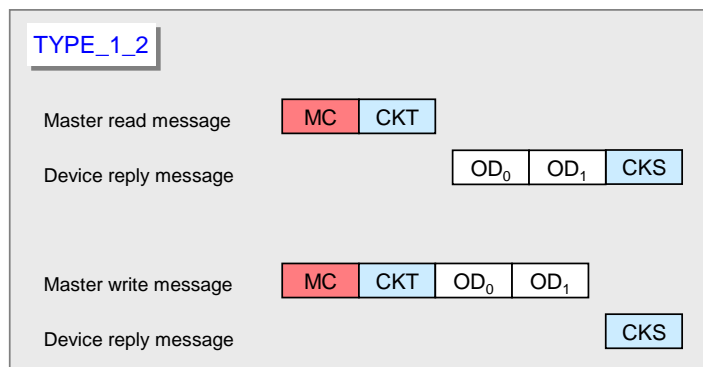 TYPE_1_2
Master read message MC CKT
Device reply message OD₀ OD₁ CKS
Master write message MC CKT OD₀ OD₁
Device reply message CKS